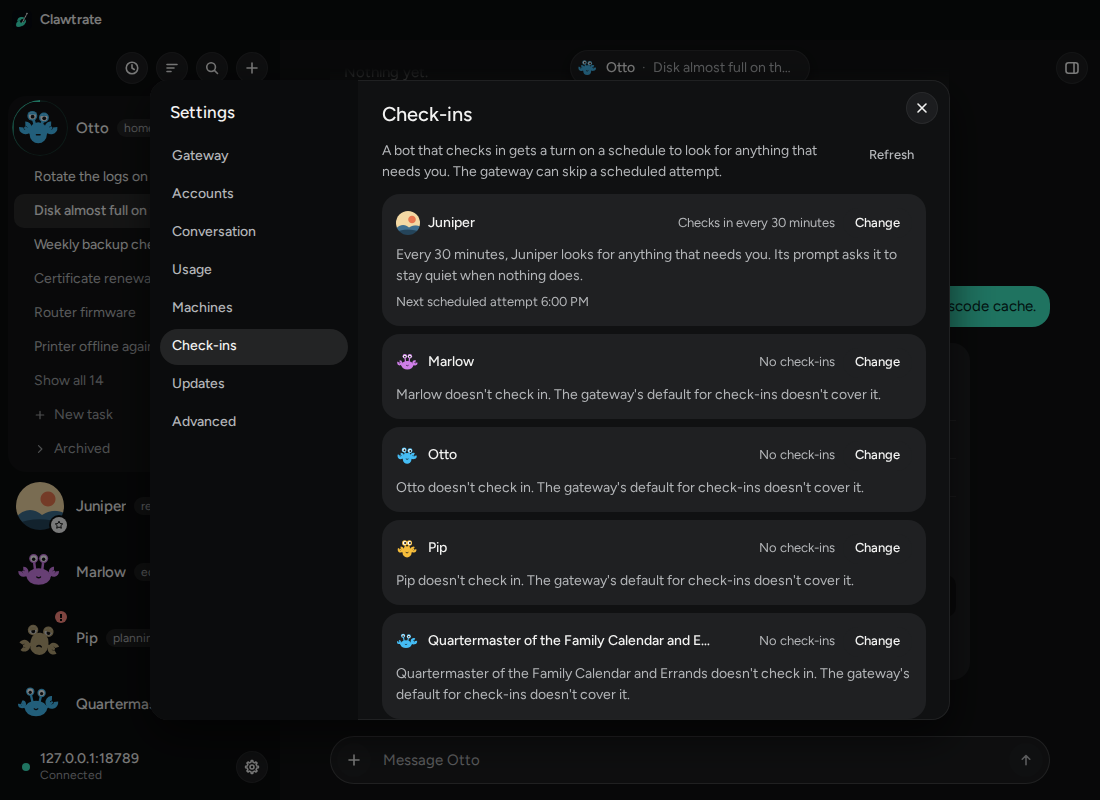 Clawtrate
Nothing yet.
Otto · Disk almost full on th...
Otto
Rotate the logs on
Disk almost full on
Weekly backup che
Certificate renewa
Router firmware
Printer offline again
Show all 14
+ New task
Archived
Juniper
Marlow
Pip
plannin
Quarterma
127.0.0.1:18789
Connected
Settings
Gateway
Accounts
Conversation
Usage
Machines
Check-ins
Updates
Advanced
Check-ins
A bot that checks in gets a turn on a schedule to look for anything that
needs you. The gateway can skip a scheduled attempt.
Refresh
Juniper
Checks in every 30 minutes
Change
Every 30 minutes, Juniper looks for anything that needs you. Its prompt asks it to
stay quiet when nothing does.
Next scheduled attempt 6:00 PM
Marlow
No check-ins
Change
Marlow doesn't check in. The gateway's default for check-ins doesn't cover it.
Otto
No check-ins
Change
Otto doesn't check in. The gateway's default for check-ins doesn't cover it.
Pip
No check-ins
Change
Pip doesn't check in. The gateway's default for check-ins doesn't cover it.
Quartermaster of the Family Calendar and E...
No check-ins
Change
Quartermaster of the Family Calendar and Errands doesn't check in. The gateway's
default for check-ins doesn't cover it.
scode cache.
Message Otto